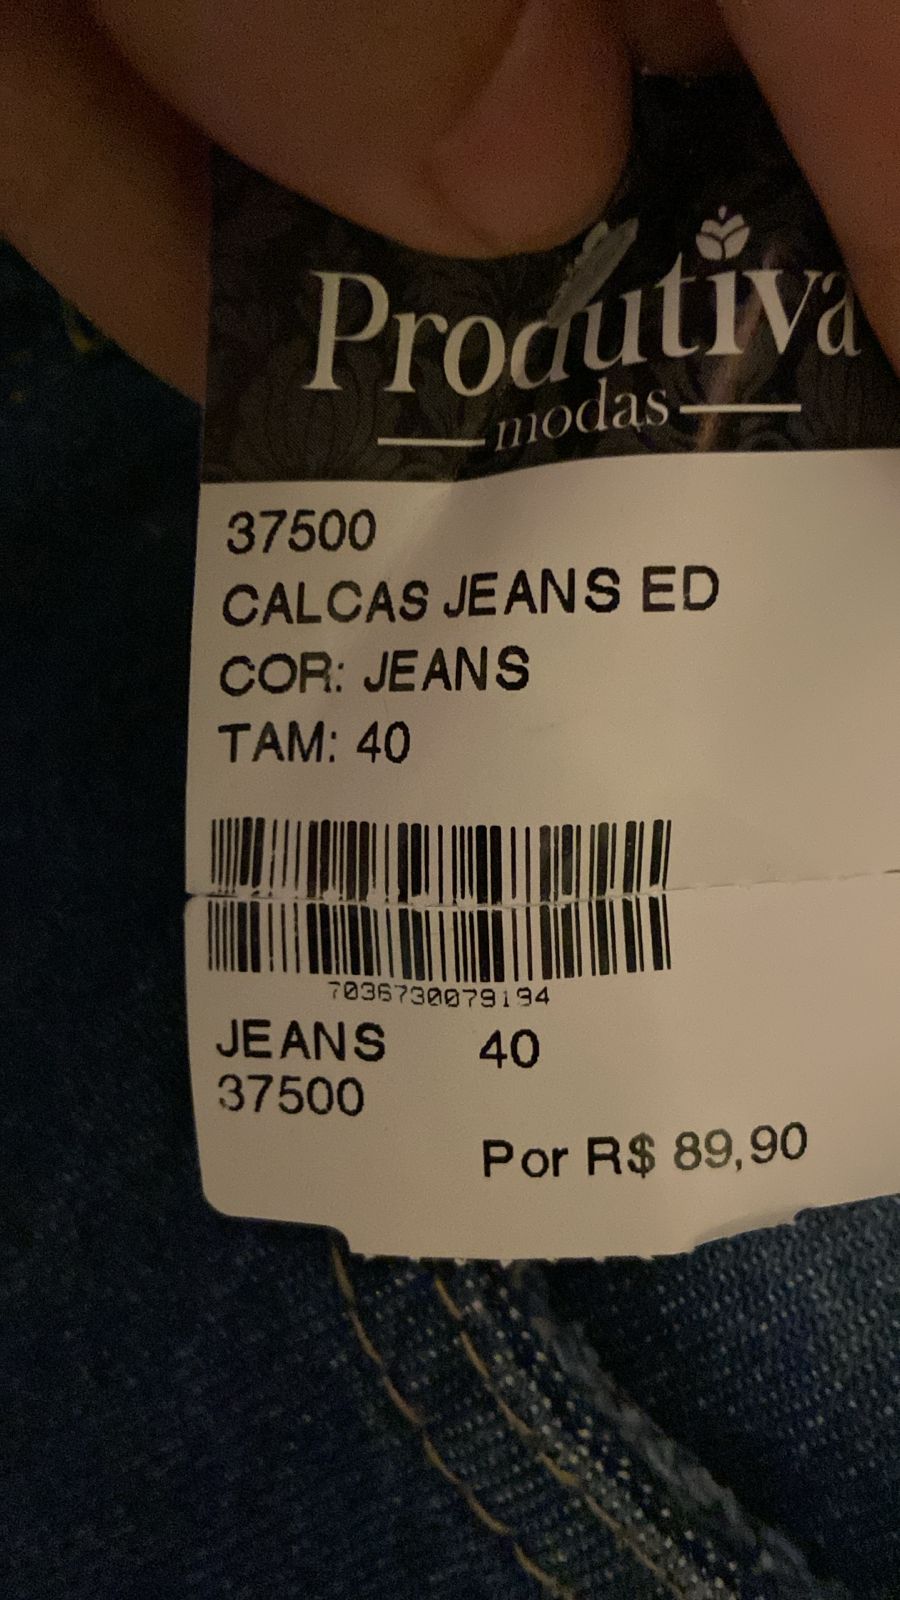 Produtiva
modas
37500
CALCAS JEANS ED
COR: JEANS
TAM: 40
7036730079194
JEANS 40
37500
Por R$ 89,90